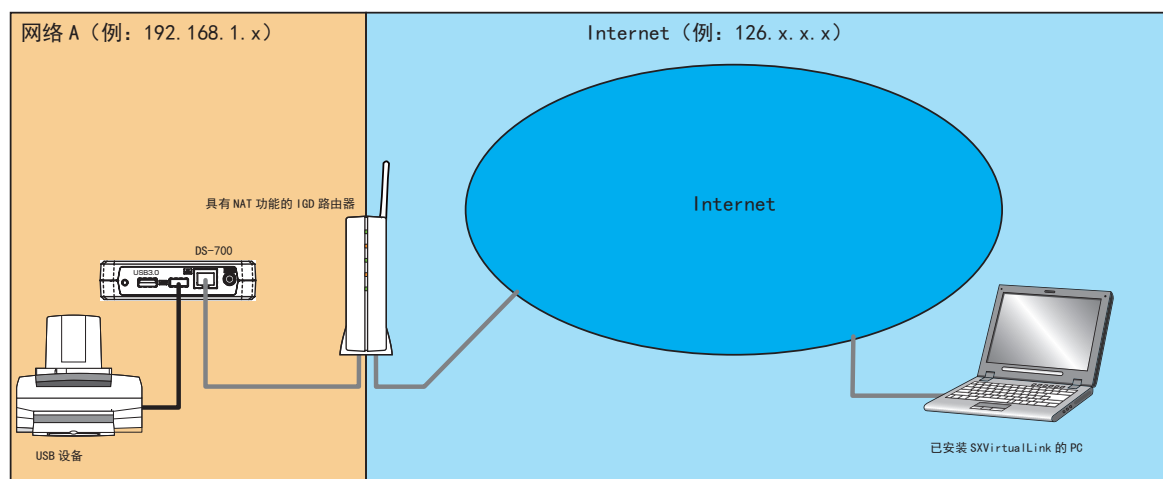 网络 A（例：192.168.1.x）
Internet（例：126.x.x.x）
Internet
具有 NAT 功能的 IGD 路由器
DS-700
USB3.0
USB 设备
已安装 SXVirtualLink 的 PC